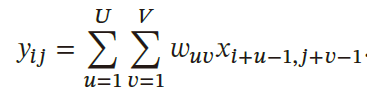 y_{ij} = \sum_{u=1}^{U} \sum_{v=1}^{V} w_{uv} x_{i+u-1,j+v-1}.